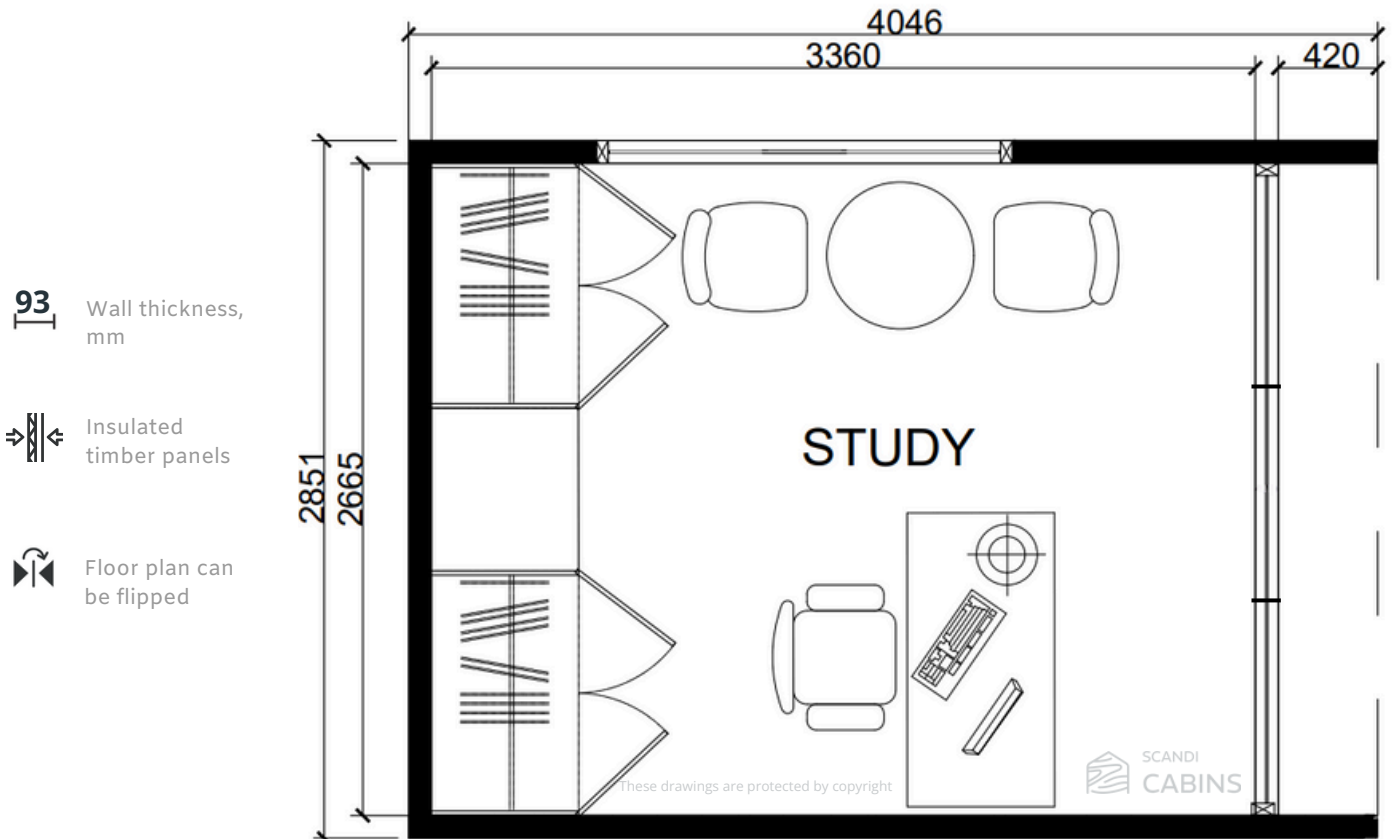 4046
3360
420
93
Wall thickness,
mm
Insulated
timber panels
Floor plan can
be flipped
2851
2665
STUDY
These drawings are protected by copyright
SCANDI
CABINS